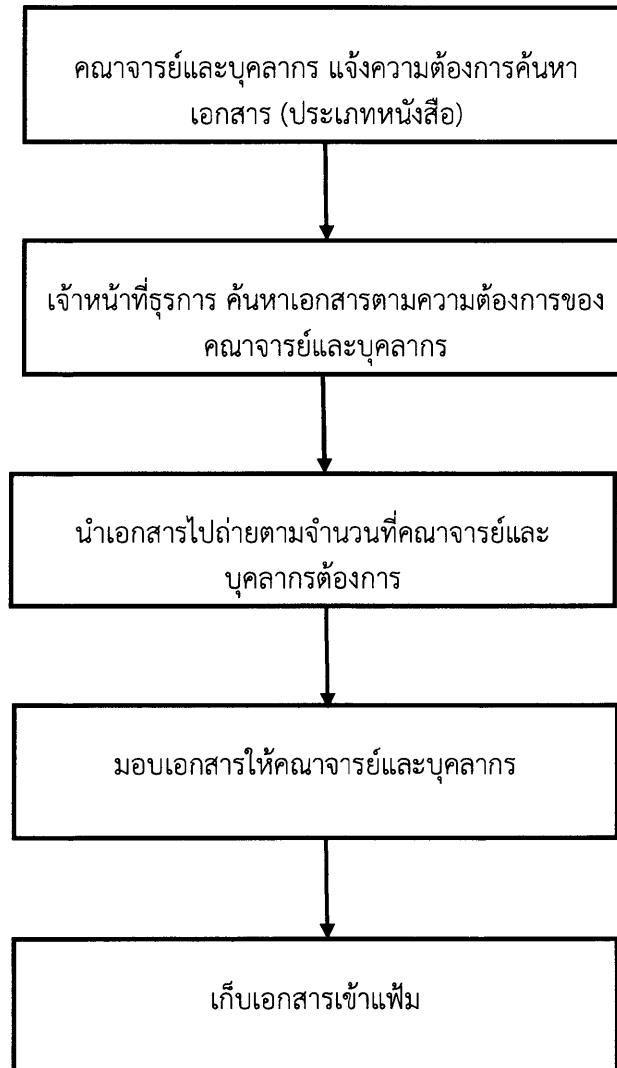 คณาจารย์และบุคลากร แจ้งความต้องการค้นหา
เอกสาร (ประเภทหนังสือ)
เจ้าหน้าที่ธุรการ ค้นหาเอกสารตามความต้องการของ
คณาจารย์และบุคลากร
นำเอกสารไปถ่ายตามจำนวนที่คณาจารย์และ
บุคลากรต้องการ
มอบเอกสารให้คณาจารย์และบุคลากร
เก็บเอกสารเข้าแฟ้ม